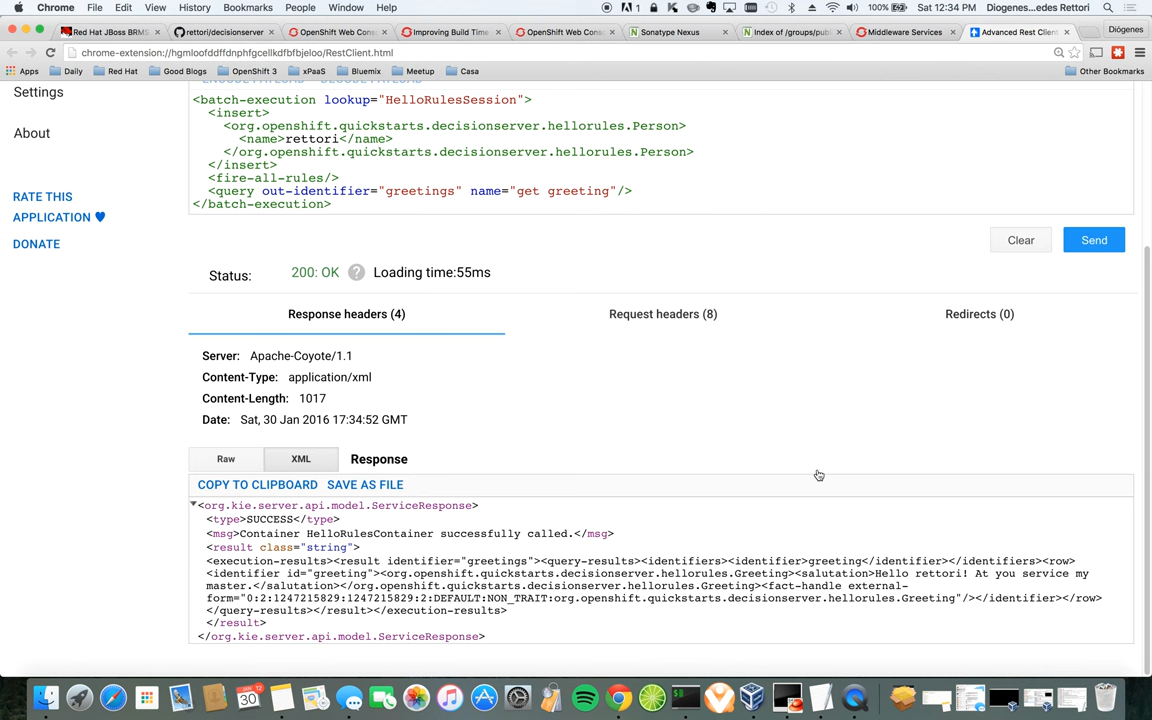 Chrome File Edit View History Bookmarks People Window Help 1 100% Sat 12:34 PM Diogenes...edes Rettori
Red Hat JBoss BRMS rettori/decisionserver OpenShift Web Cons Improving Build Time OpenShift Web Cons Sonatype Nexus Index of /groups/publ Middleware Services Advanced Rest Clien Diógenes
chrome-extension://hgmloofddffdnphfgcellkdfbfbjeloo/RestClient.html
Apps Daily Red Hat Good Blogs OpenShift 3 xPaaS Bluemix Meetup Casa Other Bookmarks
Settings
About
RATE THIS
APPLICATION
DONATE
<batch-execution lookup="HelloRulesSession">
<insert>
<org.openshift.quickstarts.decisionserver.hellorules.Person>
<name>rettori</name>
</org.openshift.quickstarts.decisionserver.hellorules.Person>
</insert>
<fire-all-rules/>
<query out-identifier="greetings" name="get greeting"/>
</batch-execution>
Clear Send
Status: 200: OK ? Loading time:55ms
Response headers (4) Request headers (8) Redirects (0)
Server: Apache-Coyote/1.1
Content-Type: application/xml
Content-Length: 1017
Date: Sat, 30 Jan 2016 17:34:52 GMT
Raw XML Response
COPY TO CLIPBOARD SAVE AS FILE
<org.kie.server.api.model.ServiceResponse>
<type>SUCCESS</type>
<msg>Container HelloRulesContainer successfully called.</msg>
<result class="string">
<execution-results><result identifier="greetings"><query-results><identifiers><identifier>greeting</identifier></identifiers><row>
<identifier id="greeting"><org.openshift.quickstarts.decisionserver.hellorules.Greeting><salutation>Hello rettori! At you service my
master.</salutation></org.openshift.quickstarts.decisionserver.hellorules.Greeting><fact-handle external-
form="0:2:1247215829:1247215829:2:DEFAULT:NON_TRAIT:org.openshift.quickstarts.decisionserver.hellorules.Greeting"/></identifier></row>
</query-results></result></execution-results>
</result>
</org.kie.server.api.model.ServiceResponse>
30